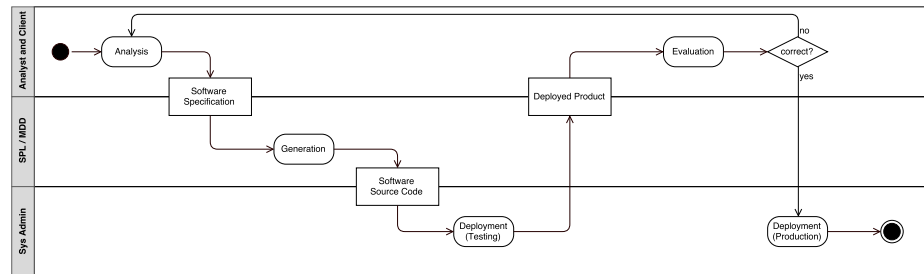 Analyst and Client
Analysis
Software
Specification
Deployed Product
Evaluation
correct?
no
yes
SPL / MDD
Generation
Software
Source Code
Sys Admin
Deployment
(Testing)
Deployment
(Production)